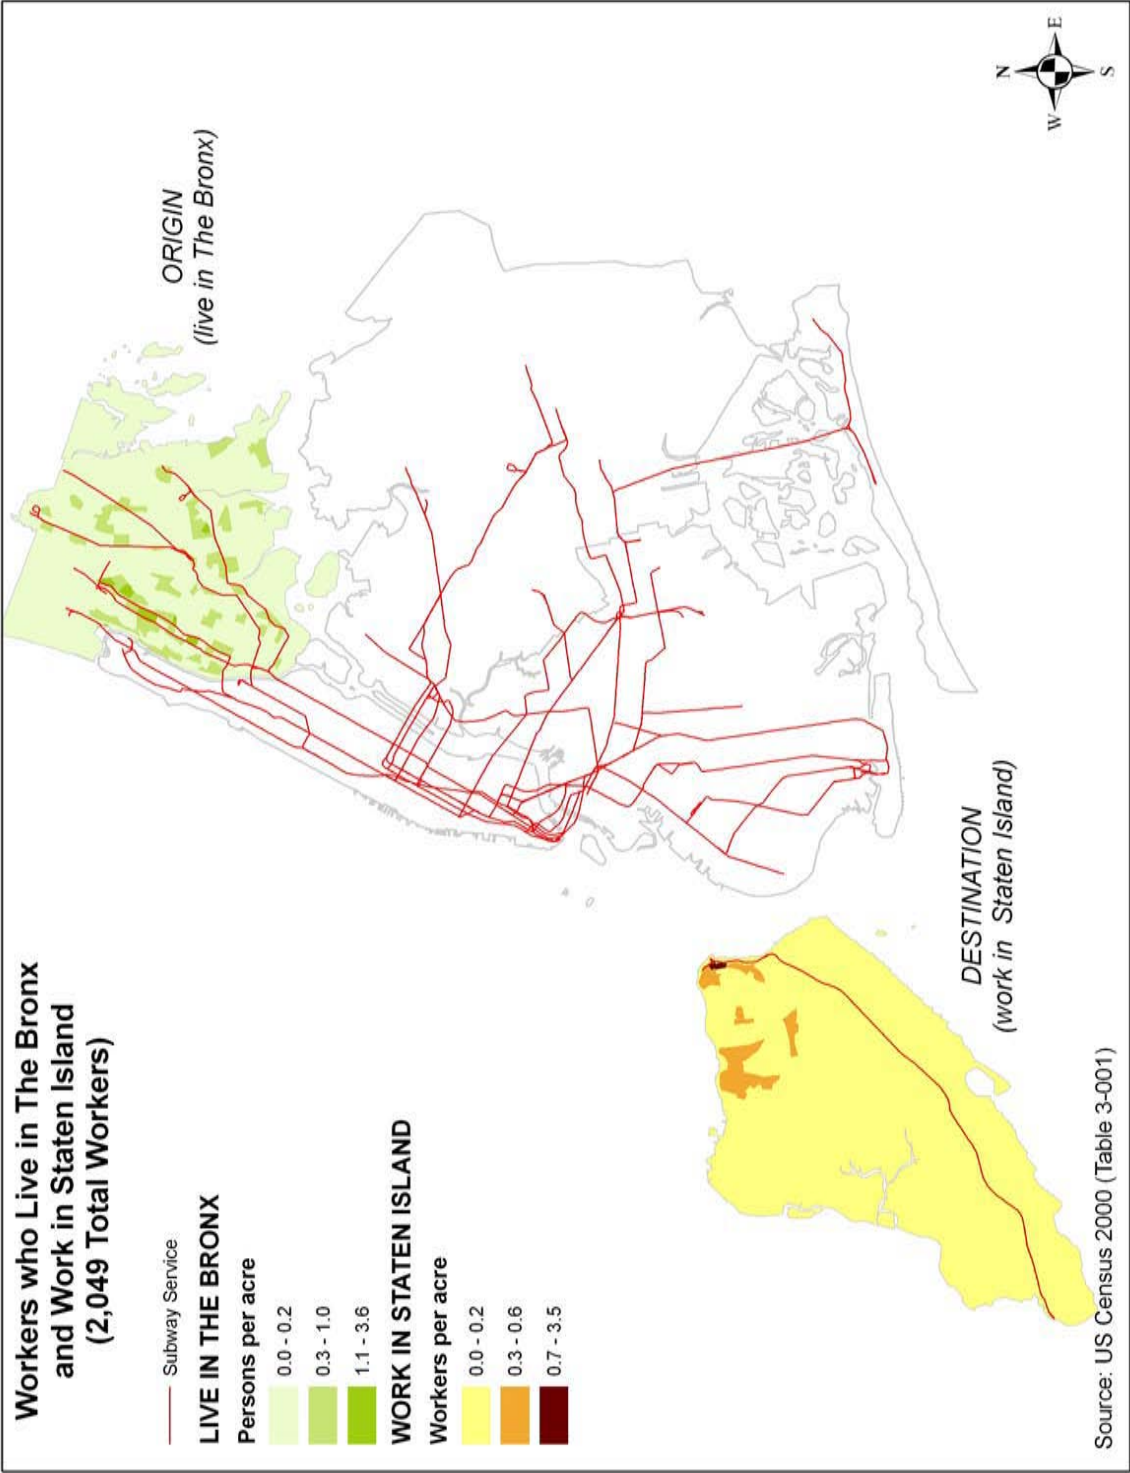 Workers who Live in The Bronx
and Work in Staten Island
(2,049 Total Workers)
Subway Service
LIVE IN THE BRONX
Persons per acre
0.0 - 0.2
0.3 - 1.0
1.1 - 3.6
WORK IN STATEN ISLAND
Workers per acre
0.0 - 0.2
0.3 - 0.6
0.7 - 3.5
ORIGIN
(live in The Bronx)
DESTINATION
(work in Staten Island)
N
W
E
S
Source: US Census 2000 (Table 3-001)